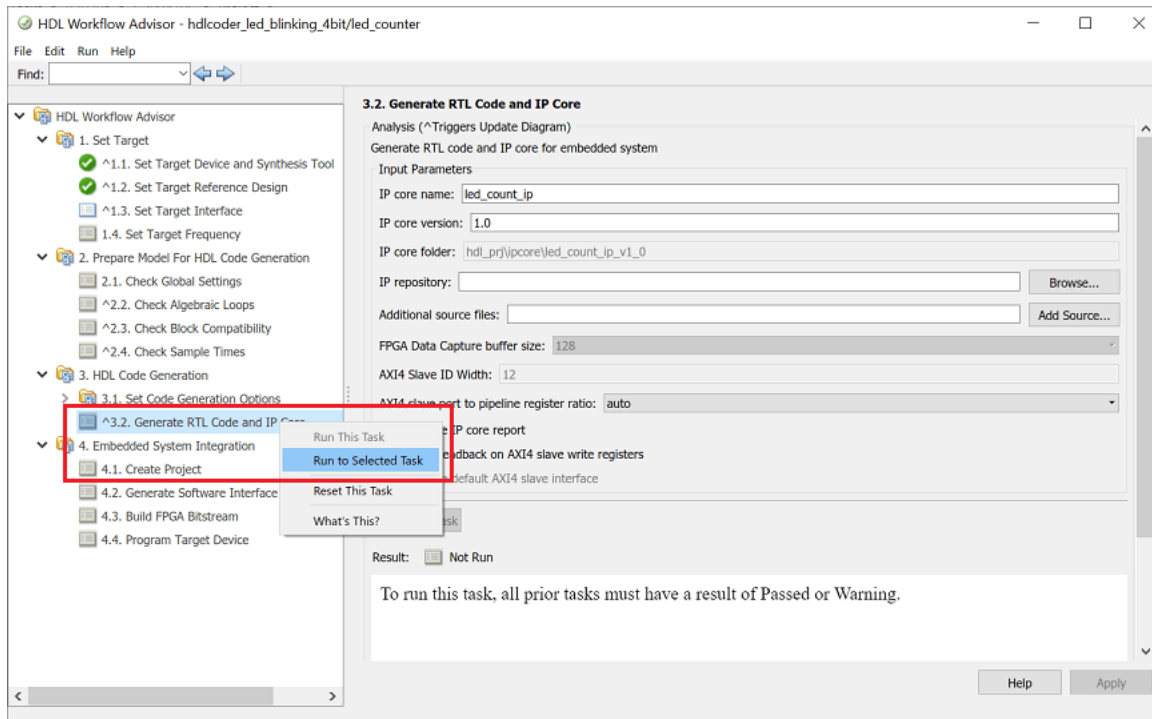 HDL Workflow Advisor - hdlcoder_led_blinking_4bit/led_counter
File Edit Run Help
Find:
HDL Workflow Advisor
1. Set Target
^1.1. Set Target Device and Synthesis Tool
^1.2. Set Target Reference Design
^1.3. Set Target Interface
1.4. Set Target Frequency
2. Prepare Model For HDL Code Generation
2.1. Check Global Settings
^2.2. Check Algebraic Loops
^2.3. Check Block Compatibility
^2.4. Check Sample Times
3. HDL Code Generation
3.1. Set Code Generation Options
^3.2. Generate RTL Code and IP Core
4. Embedded System Integration
4.1. Create Project
4.2. Generate Software Interface
4.3. Build FPGA Bitstream
4.4. Program Target Device
Run This Task
Run to Selected Task
Reset This Task
What's This?
3.2. Generate RTL Code and IP Core
Analysis (^Triggers Update Diagram)
Generate RTL code and IP core for embedded system
Input Parameters
IP core name: led_count_ip
IP core version: 1.0
IP core folder: hdl_prj\ipcore\led_count_ip_v1_0
IP repository: Browse...
Additional source files: Add Source...
FPGA Data Capture buffer size: 128
AXI4 Slave ID Width: 12
AXI4 slave port to pipeline register ratio: auto
IP core report
on AXI4 slave write registers
default AXI4 slave interface
Result: Not Run
To run this task, all prior tasks must have a result of Passed or Warning.
Help Apply